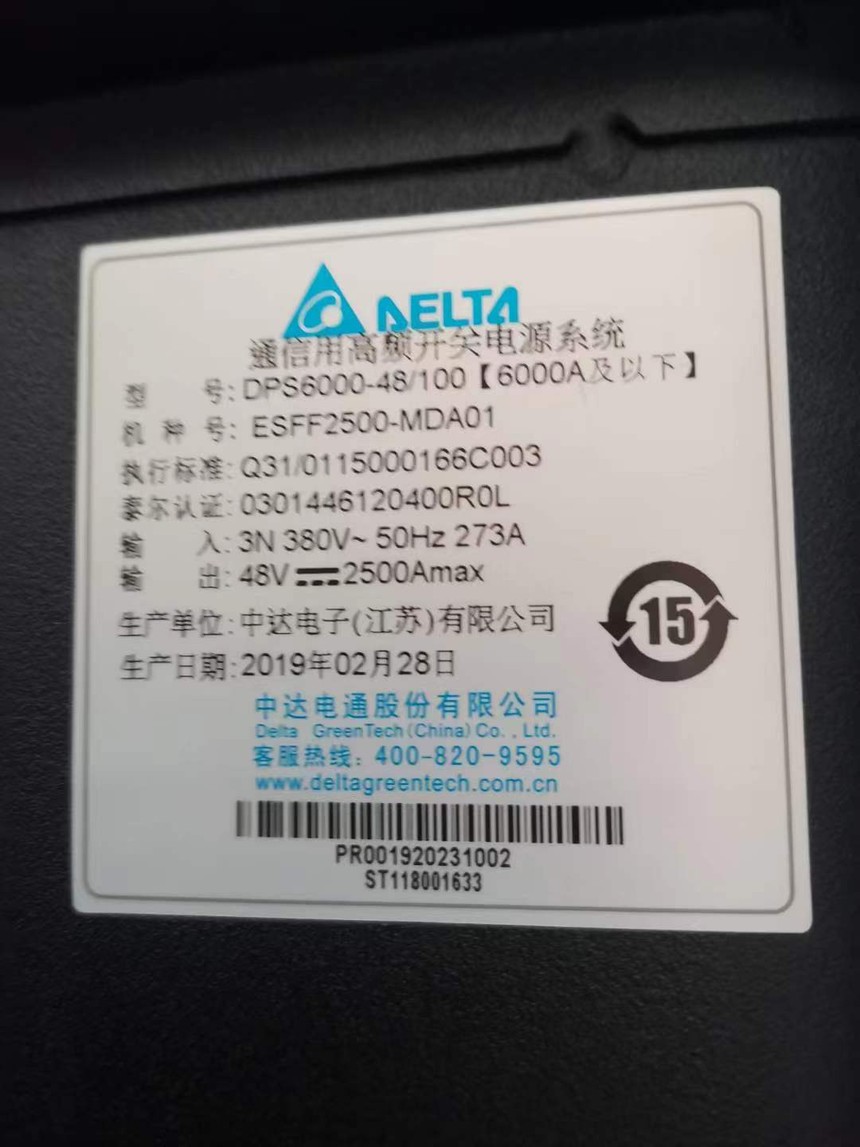 DELTA
通信用高频开关电源系统
型 号: DPS6000-48/100【6000A及以下】
机 种 号: ESFF2500-MDA01
执行标准: Q31/0115000166C003
泰尔认证: 0301446120400R0L
输 入: 3N 380V~ 50Hz 273A
输 出: 48V⎓2500Amax
生产单位: 中达电子(江苏)有限公司
生产日期: 2019年02月28日
15
中达电通股份有限公司
Delta GreenTech(China)Co., Ltd.
客服热线: 400-820-9595
www.deltagreentech.com.cn
PR001920231002
ST118001633